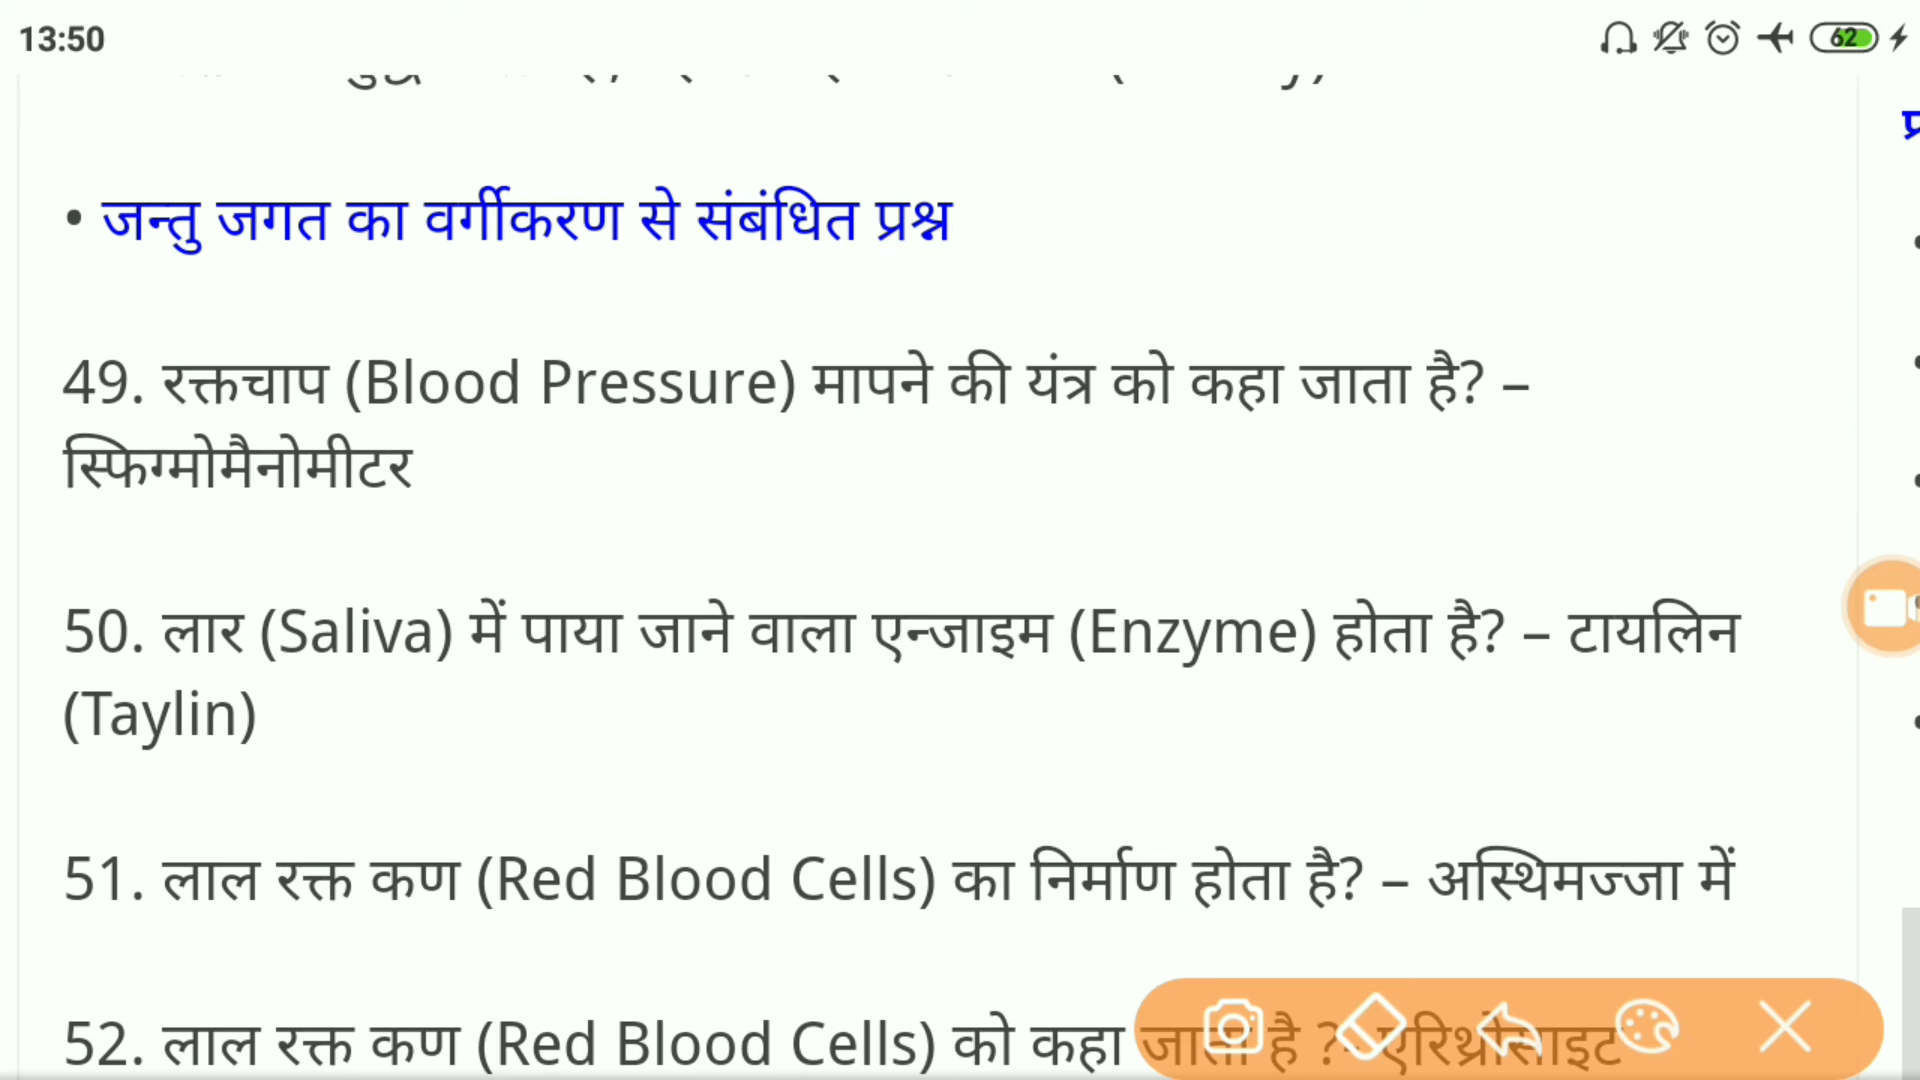 13:50
62
• जन्तु जगत का वर्गीकरण से संबंधित प्रश्न
49. रक्तचाप (Blood Pressure) मापने की यंत्र को कहा जाता है? –
स्फिग्मोमैनोमीटर
50. लार (Saliva) में पाया जाने वाला एन्जाइम (Enzyme) होता है? – टायलिन
(Taylin)
51. लाल रक्त कण (Red Blood Cells) का निर्माण होता है? – अस्थिमज्जा में
52. लाल रक्त कण (Red Blood Cells) को कहा जाता है ?- एरिथ्रोसाइट